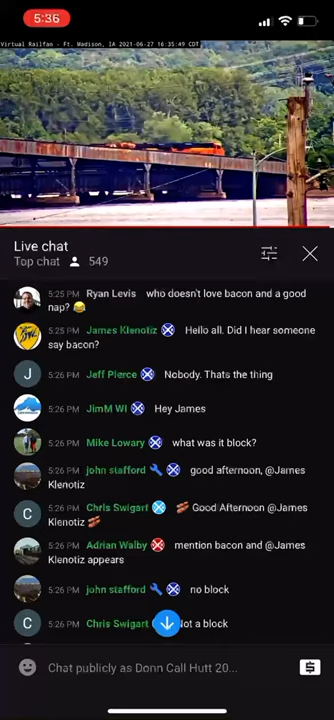 5:36
Virtual Railfan - Ft. Madison, IA 2021-06-27 16:35:49 CDT
Live chat
Top chat 549
5:25 PM Ryan Levis who doesn't love bacon and a good
nap? 😂
5:25 PM James Klenotiz Hello all. Did I hear someone
say bacon?
J 5:26 PM Jeff Pierce Nobody. Thats the thing
5:26 PM JimM WI Hey James
5:26 PM Mike Lowary what was it block?
5:26 PM john stafford good afternoon, @James
Klenotiz
C 5:26 PM Chris Swigart 🥓 Good Afternoon @James
Klenotiz 🥓
5:26 PM Adrian Walby mention bacon and @James
Klenotiz appears
5:26 PM john stafford no block
C 5:26 PM Chris Swigart Not a block
Chat publicly as Donn Call Hutt 20...
$